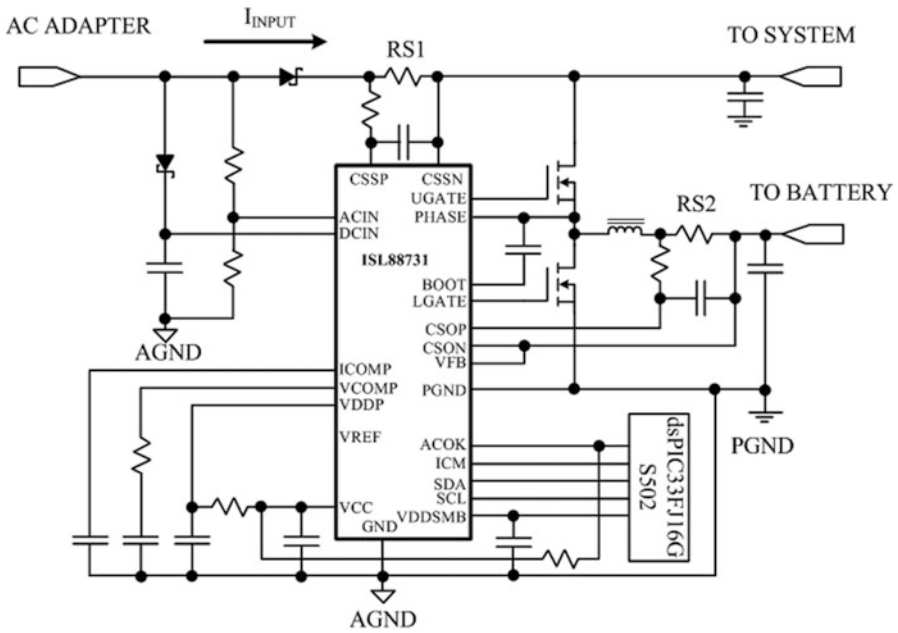 AC ADAPTER
IINPUT
RS1
TO SYSTEM
CSSP
CSSN
UGATE
PHASE
ACIN
DCIN
ISL88731
TO BATTERY
RS2
BOOT
LGATE
CSOP
CSON
VFB
AGND
ICOMP
VCOMP
VDDP
PGND
VREF
ACOK
ICM
SDA
SCL
VDDSMB
VCC
GND
PGND
dsPIC33FJ16G
S502
AGND